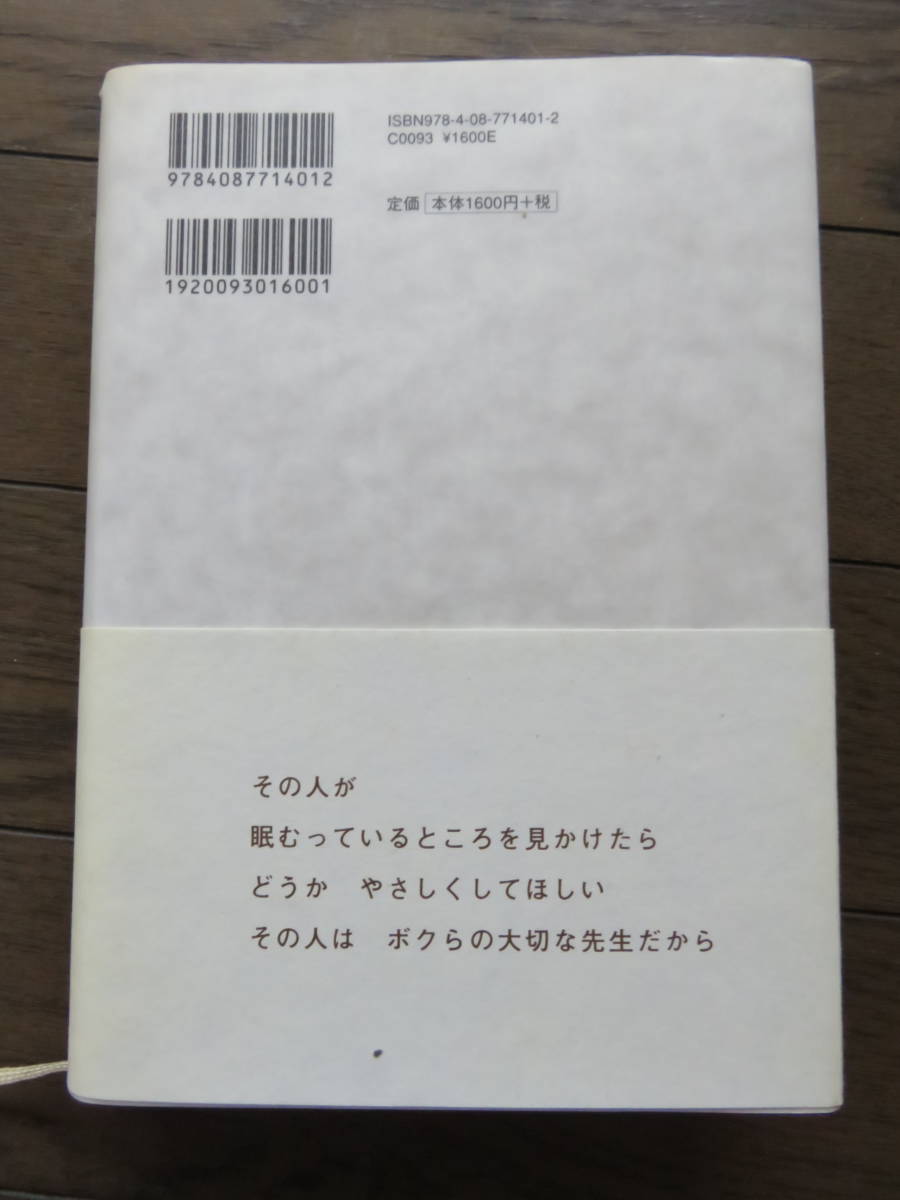 ISBN978-4-08-771401-2
C0093 ¥1600E
9784087714012
定価 本体1600円+税
1920093016001
その人が
眠むっているところを見かけたら
どうか　やさしくしてほしい
その人は　ボクらの大切な先生だから